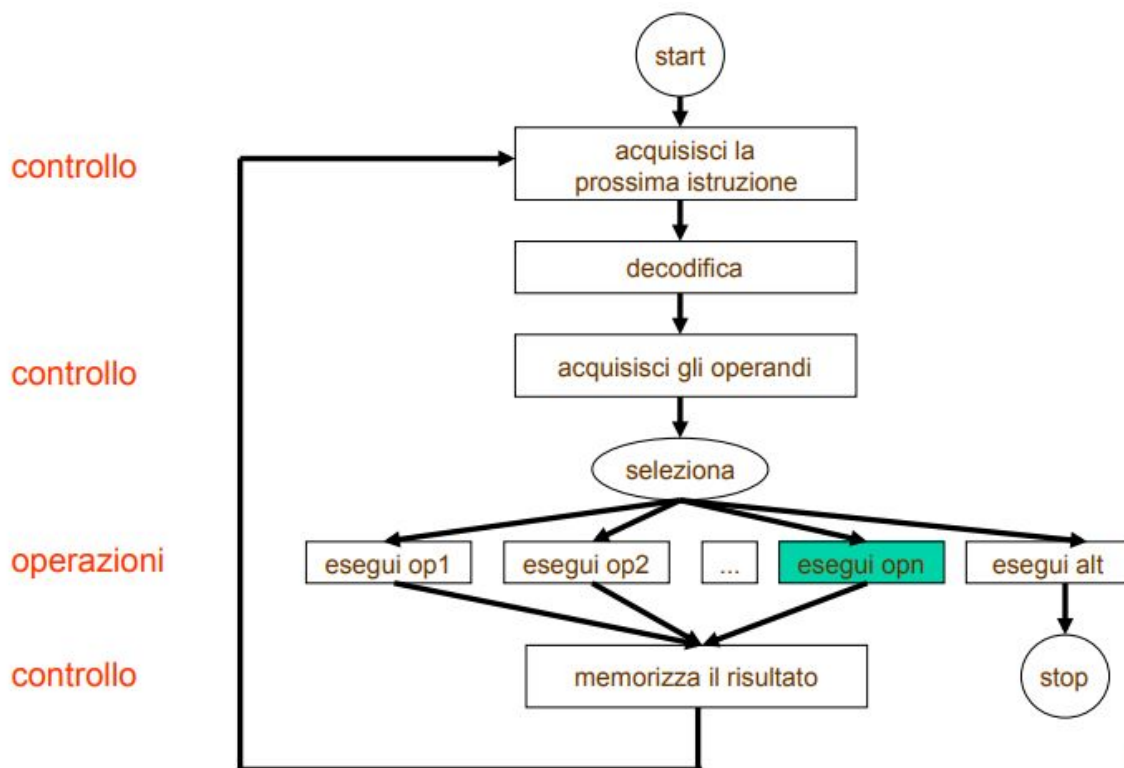 start
controllo
acquisisci la
prossima istruzione
decodifica
controllo
acquisisci gli operandi
seleziona
operazioni
esegui op1
esegui op2
...
esegui opn
esegui alt
controllo
memorizza il risultato
stop